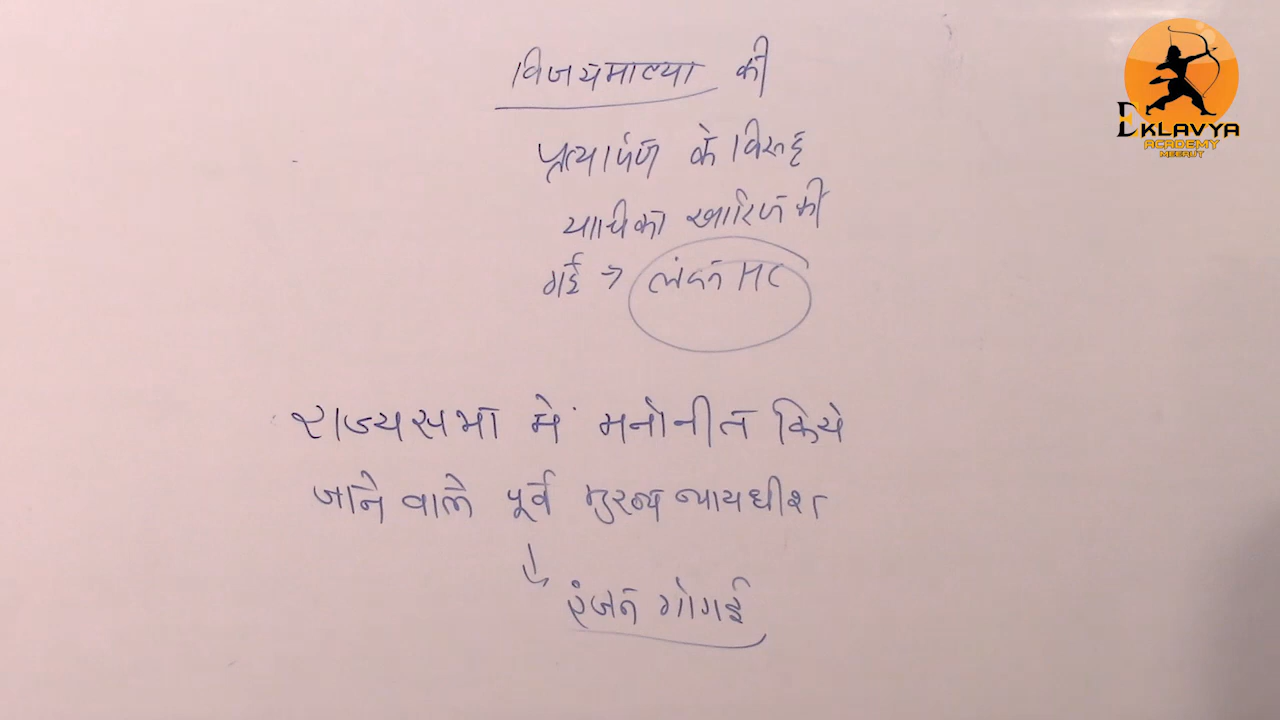 विजयमाल्या की
प्रत्यार्पण के विरूद्द
याचिका खारिज की
गई → लंदन HC
राज्यसभा में मनोनीत किये
जाने वाले पूर्व मुख्य न्यायधीश
रंजन गोगई
EKLAVYA
ACADEMY
MEERUT